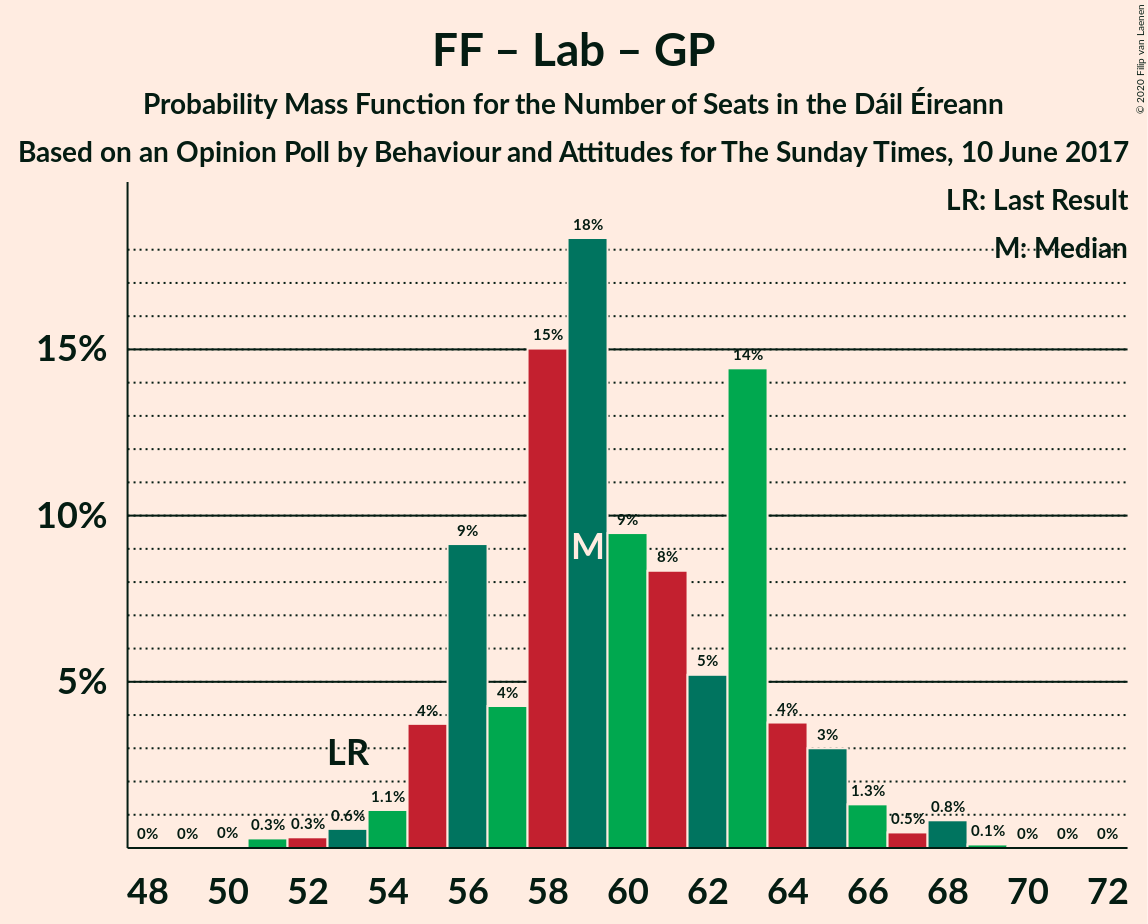 FF – Lab – GP
Probability Mass Function for the Number of Seats in the Dáil Éireann
Based on an Opinion Poll by Behaviour and Attitudes for The Sunday Times, 10 June 2017
© 2020 Filip van Laenen
LR: Last Result
M: Median
15%
10%
5%
0% 0% 0% 0.3% 0.3% 0.6% 1.1% 4% 9% 4% 15% 18% 9% 8% 5% 14% 4% 3% 1.3% 0.5% 0.8% 0.1% 0% 0% 0%
LR
M
48 50 52 54 56 58 60 62 64 66 68 70 72